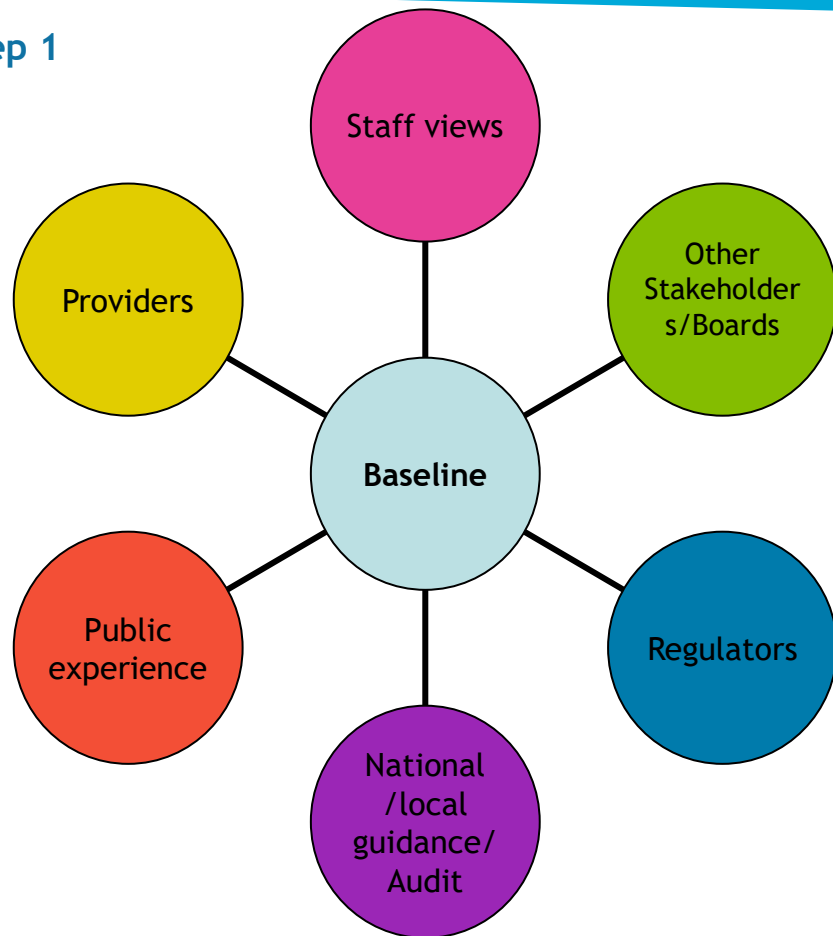 ep 1
Staff views
Other
Stakeholder
s/Boards
Providers
Baseline
Public
experience
Regulators
National
/local
guidance/
Audit